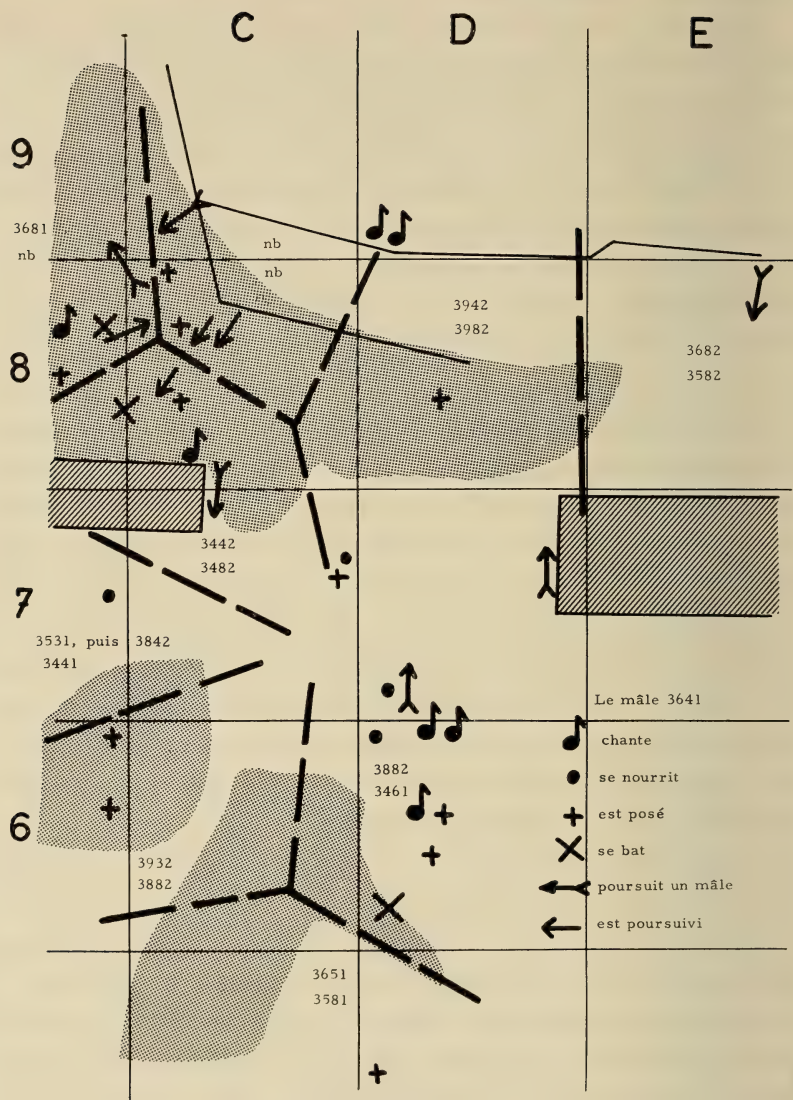 C D E
9
3681
nb
nb
nb
3942
3982
3682
3582
8
3442
3482
7
3531, puis 3842
3441
Le mâle 3641
chante
3882
3461
se nourrit
est posé
6
se bat
3932
3882
poursuit un mâle
est poursuivi
3651
3581